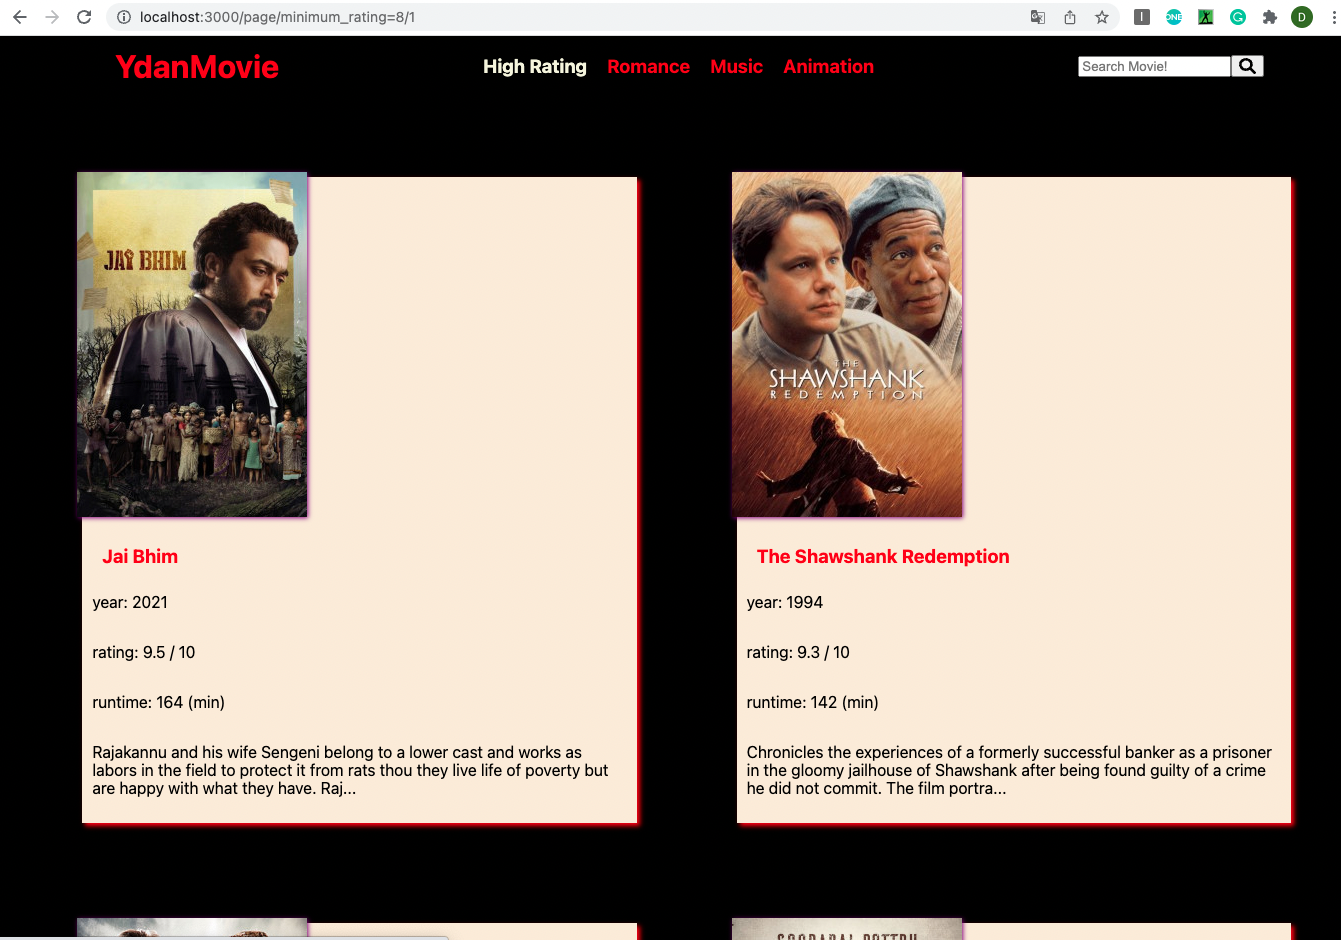 localhost:3000/page/minimum_rating=8/1
D
YdanMovie
High Rating
Romance
Music
Animation
Search Movie!
JAI BHIM
THE
SHAWSHANK
REDEMPTION
Jai Bhim
The Shawshank Redemption
year: 2021
year: 1994
rating: 9.5 / 10
rating: 9.3 / 10
runtime: 164 (min)
runtime: 142 (min)
Rajakannu and his wife Sengeni belong to a lower cast and works as
labors in the field to protect it from rats thou they live life of poverty but
are happy with what they have. Raj...
Chronicles the experiences of a formerly successful banker as a prisoner
in the gloomy jailhouse of Shawshank after being found guilty of a crime
he did not commit. The film portra...